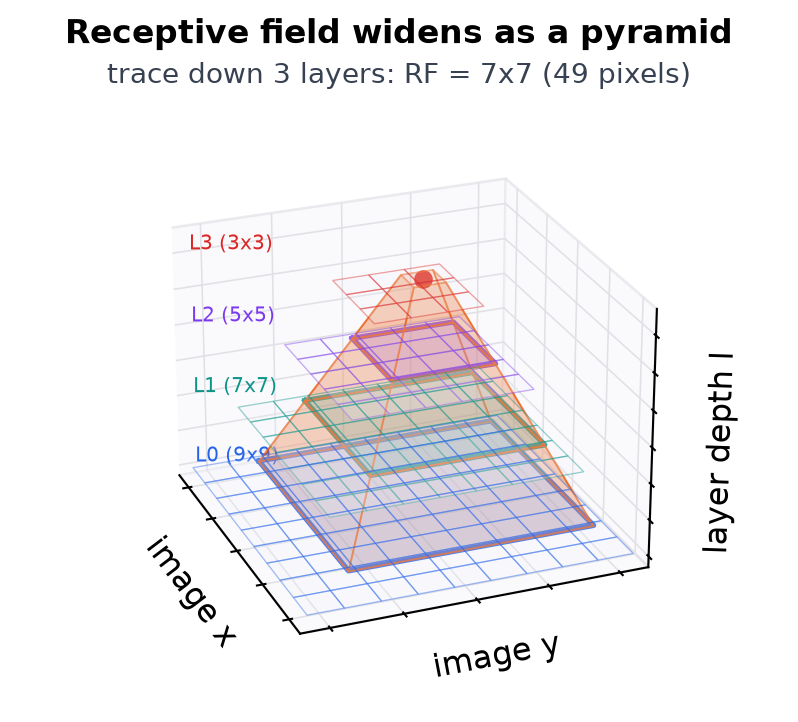 Receptive field widens as a pyramid
trace down 3 layers: RF = 7x7 (49 pixels)
L3 (3x3)
L2 (5x5)
L1 (7x7)
L0 (9x9)
image x
image y
layer depth l